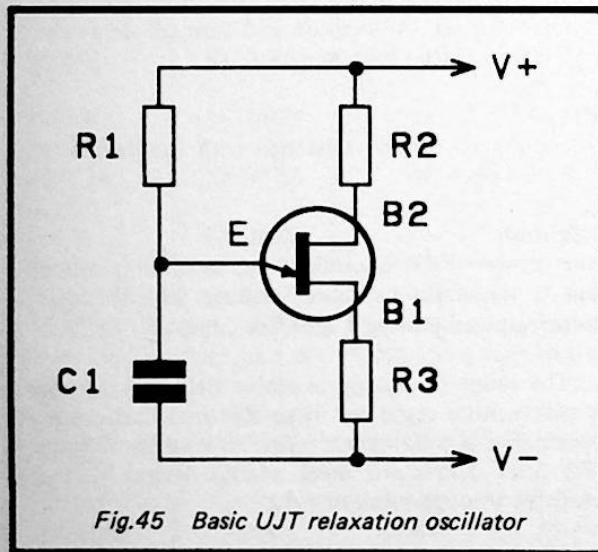 V+
R1
R2
B2
E
B1
C1
R3
V-
Fig.45 Basic UJT relaxation oscillator